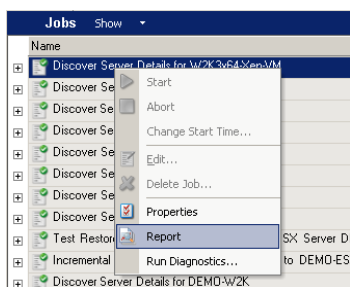 Jobs Show
Name
Discover Server Details for W2K3x64-Xen-VM
Discover Se
Start
Discover Se
Abort
Discover Se
Change Start Time...
Discover Se
Edit...
Discover Se
Delete Job...
Discover Se
Discover Se
Properties
Test Restor
Report
SX Server D
Incremental
Run Diagnostics...
to DEMO-ES
Discover Server Details for DEMO-W2K